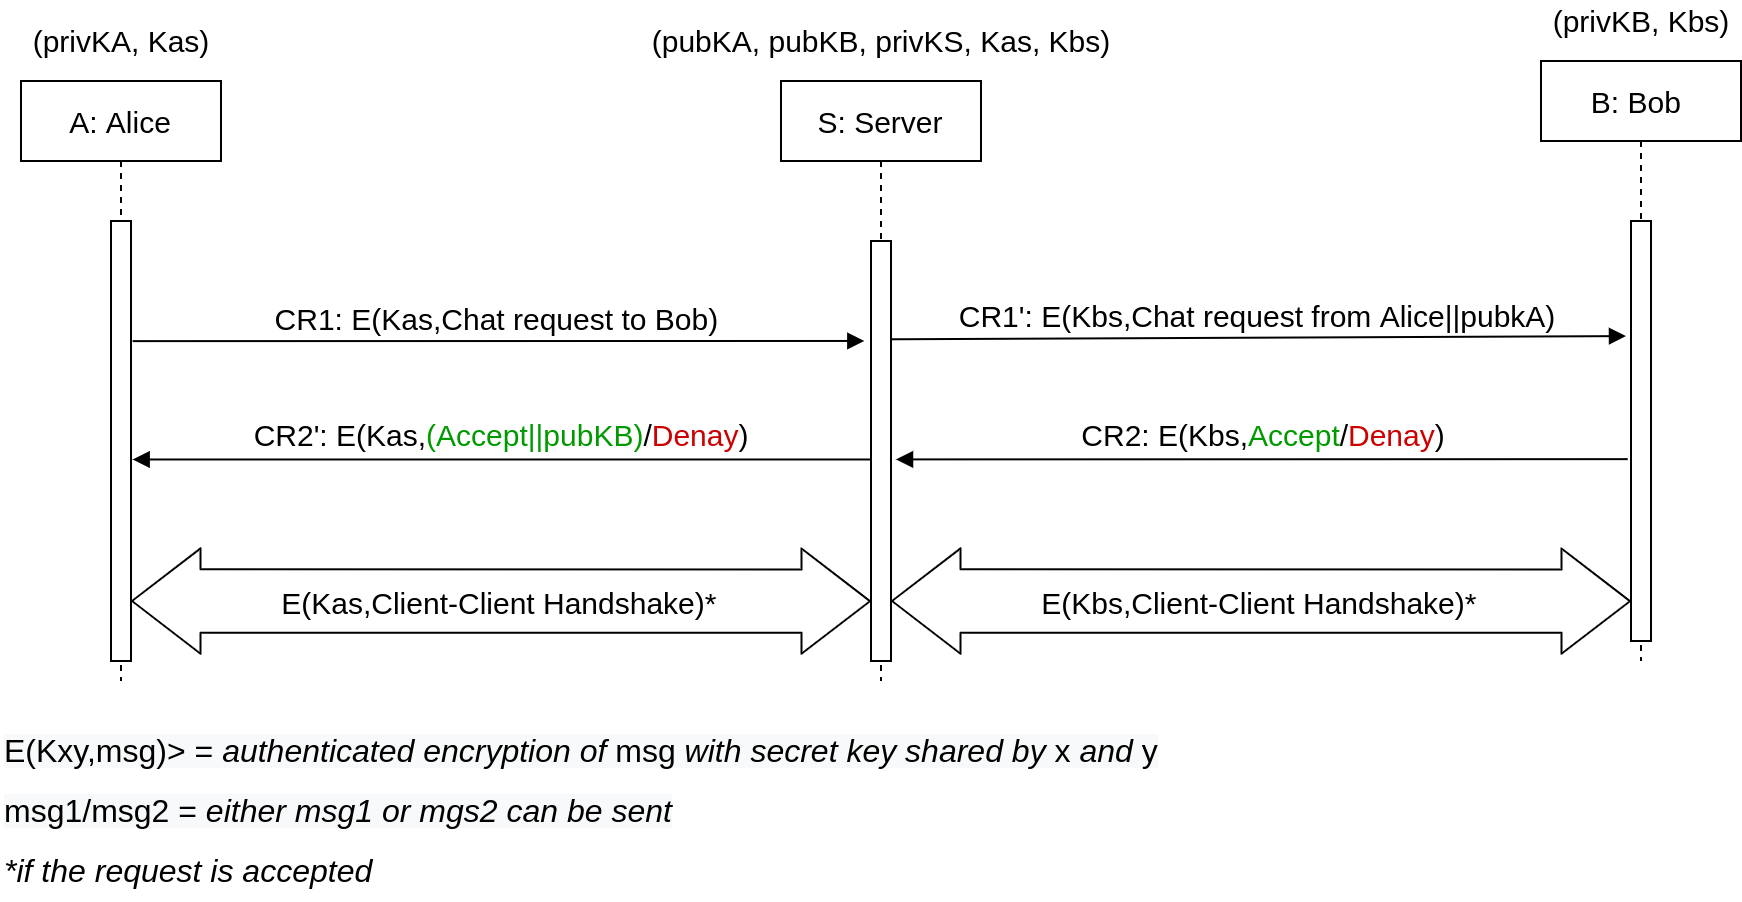 (privKA, Kas)
(pubKA, pubKB, privKS, Kas, Kbs)
(privKB, Kbs)
A: Alice
S: Server
B: Bob
CR1: E(Kas,Chat request to Bob)
CR1': E(Kbs,Chat request from Alice||pubkA)
CR2': E(Kas,(Accept||pubKB)/Denay)
CR2: E(Kbs,Accept/Denay)
E(Kas,Client-Client Handshake)*
E(Kbs,Client-Client Handshake)*
E(Kxy,msg)> = authenticated encryption of msg with secret key shared by x and y
msg1/msg2 = either msg1 or mgs2 can be sent
*if the request is accepted